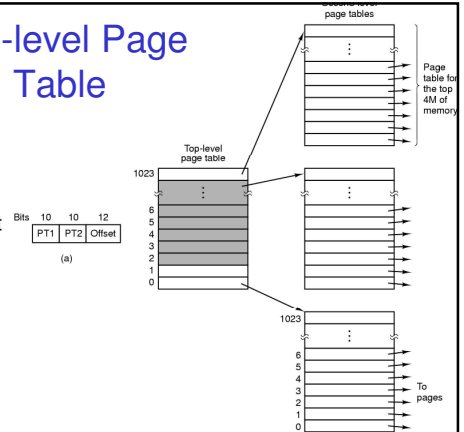 -level Page
Table
Second-level
page tables
Page
table for
the top
4M of
memory
Top-level
page table
1023
6
5
4
3
2
1
0
Bits 10 10 12
PT1 PT2 Offset
(a)
1023
6
5
4
3
2
1
0
To
pages